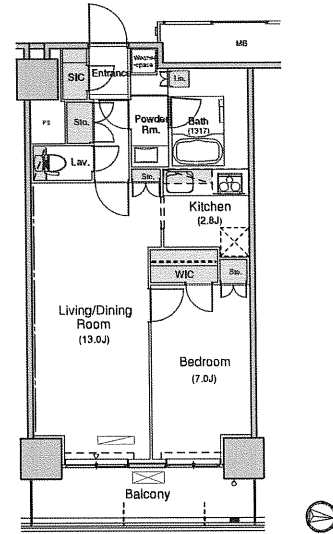 MB
SIC
Entrance
Washer
space
Lin.
PS
Sto.
Powder
Rm.
Bath
(1317)
Lav.
Sto.
Kitchen
(2.8J)
WIC
Sto.
Living/Dining
Room
(13.0J)
Bedroom
(7.0J)
Balcony